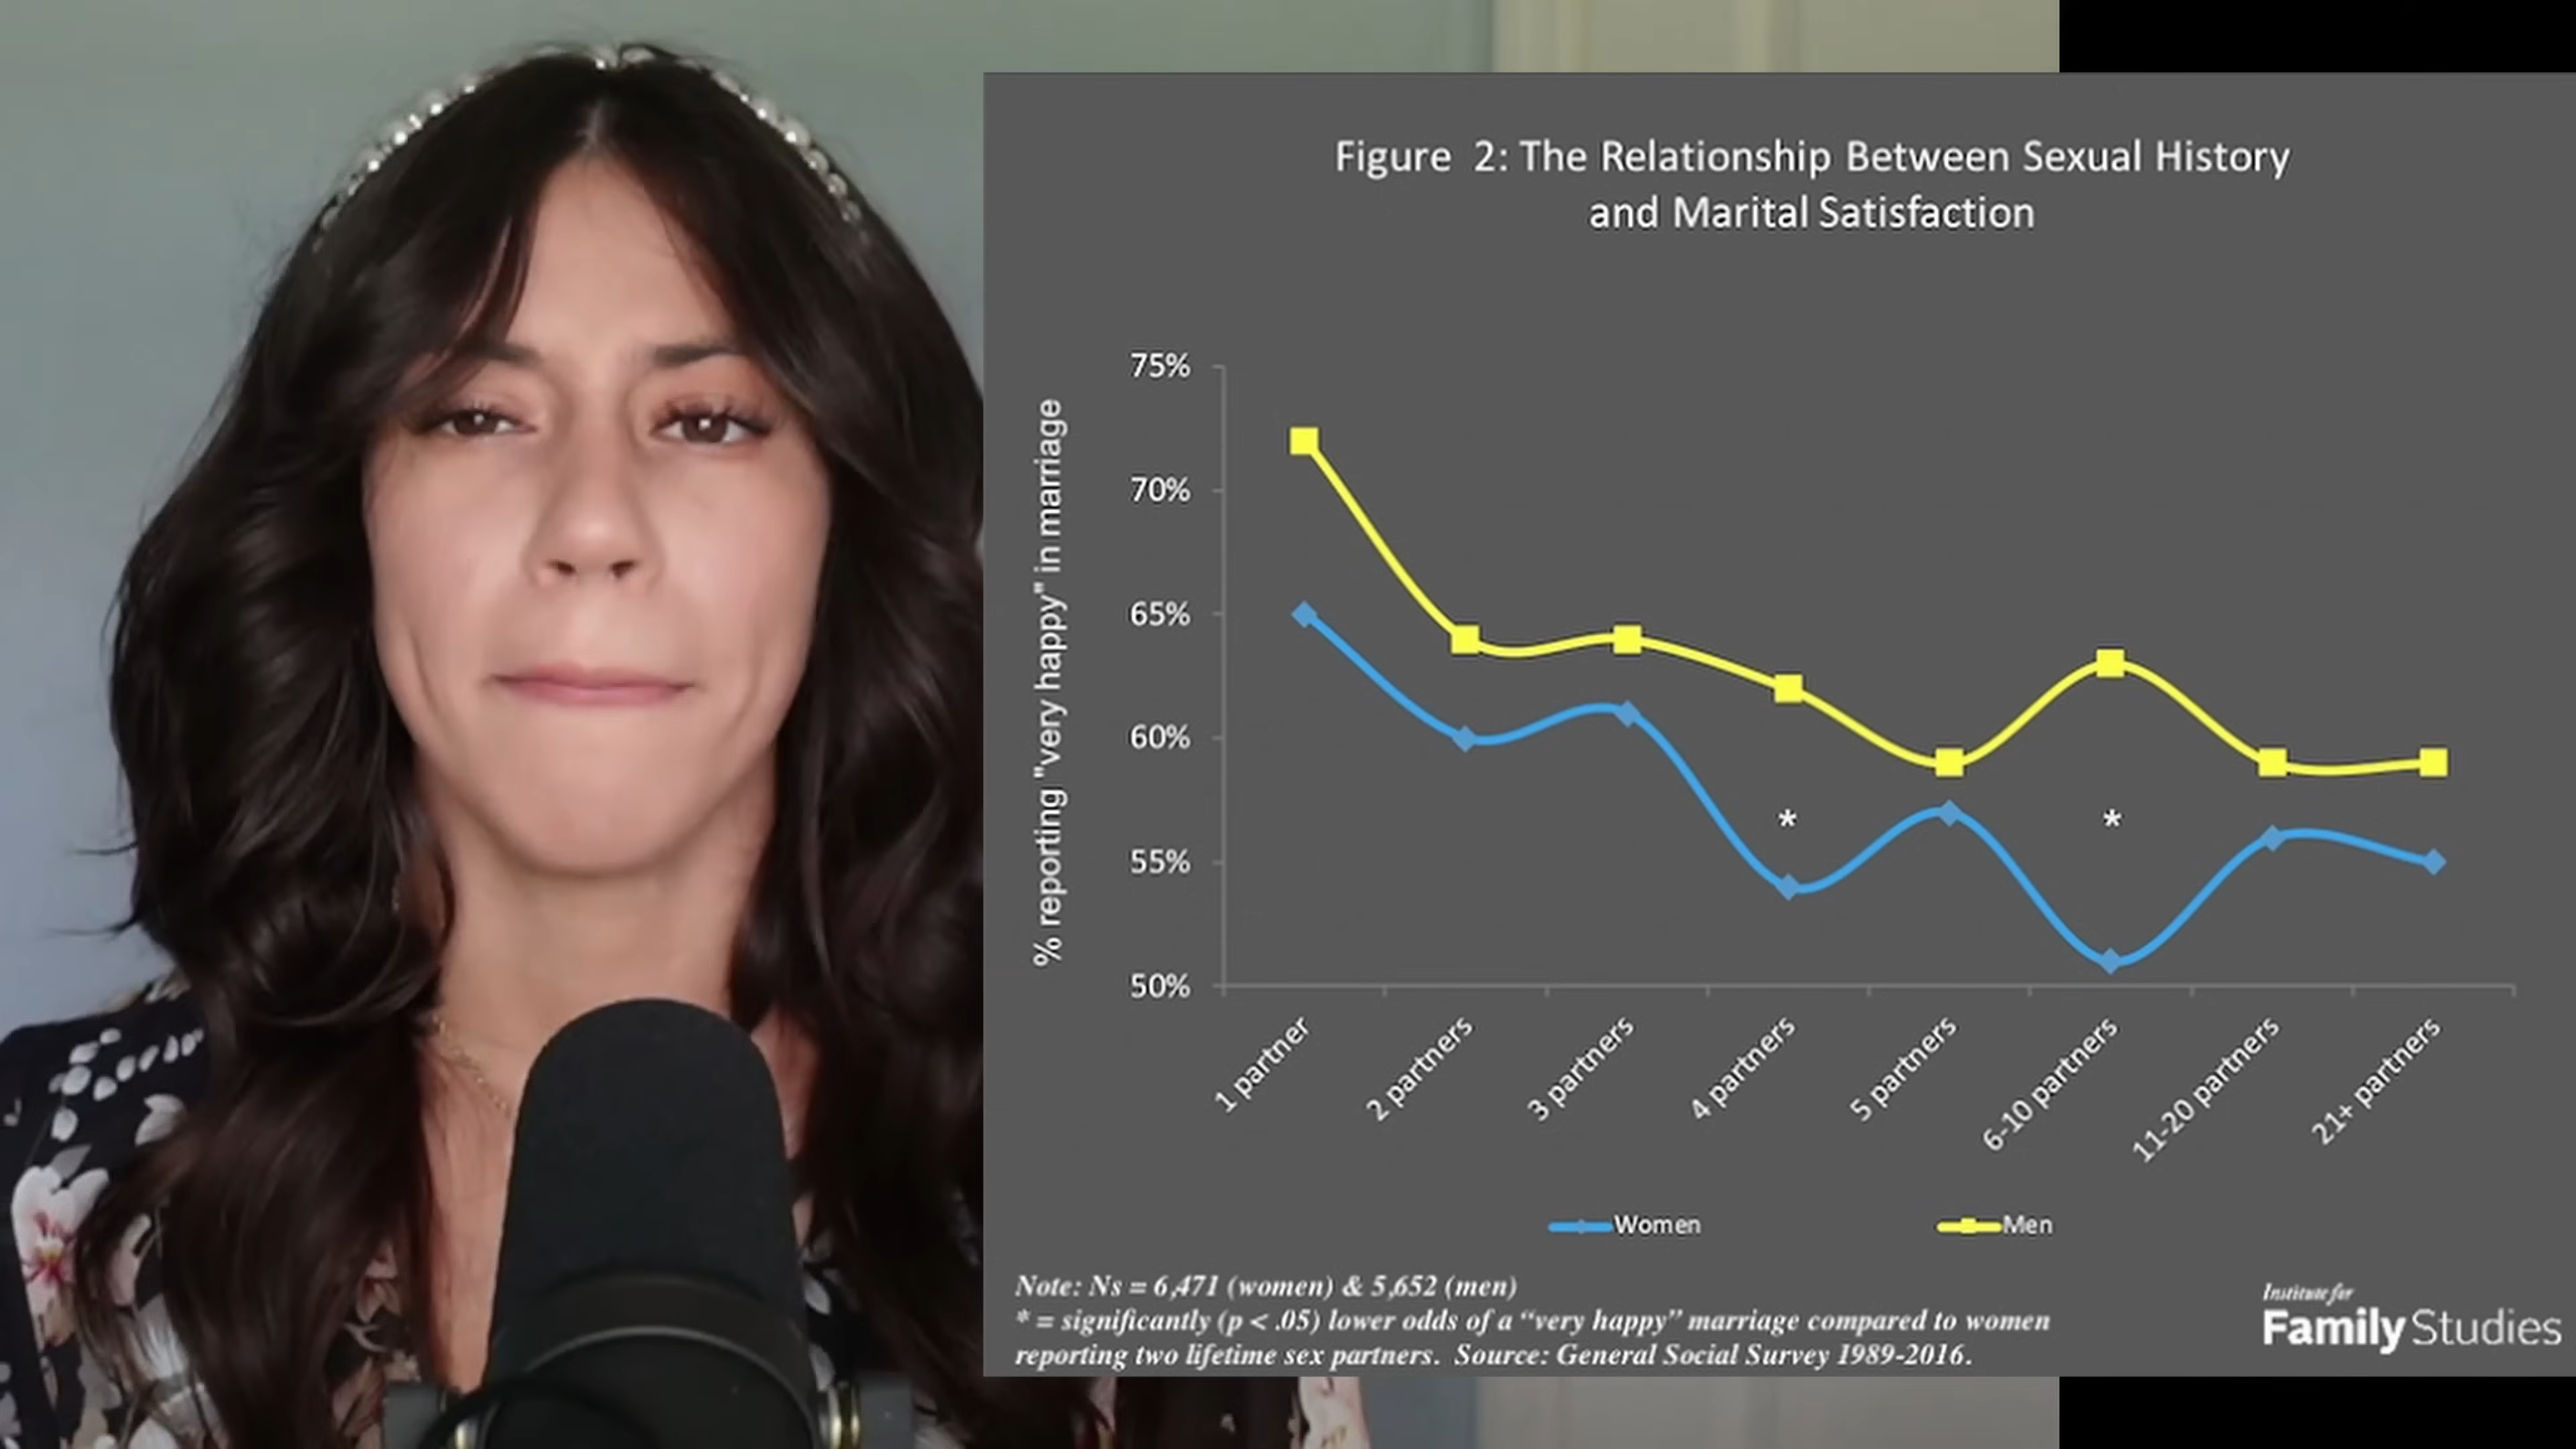 Figure 2: The Relationship Between Sexual History
and Marital Satisfaction
% reporting "very happy" in marriage
75%
70%
65%
60%
55%
50%
*
*
1 partner
2 partners
3 partners
4 partners
5 partners
6-10 partners
11-20 partners
21+ partners
Women
Men
Note: Ns = 6,471 (women) & 5,652 (men)
* = significantly (p < .05) lower odds of a “very happy” marriage compared to women
reporting two lifetime sex partners. Source: General Social Survey 1989-2016.
Institute for
Family Studies